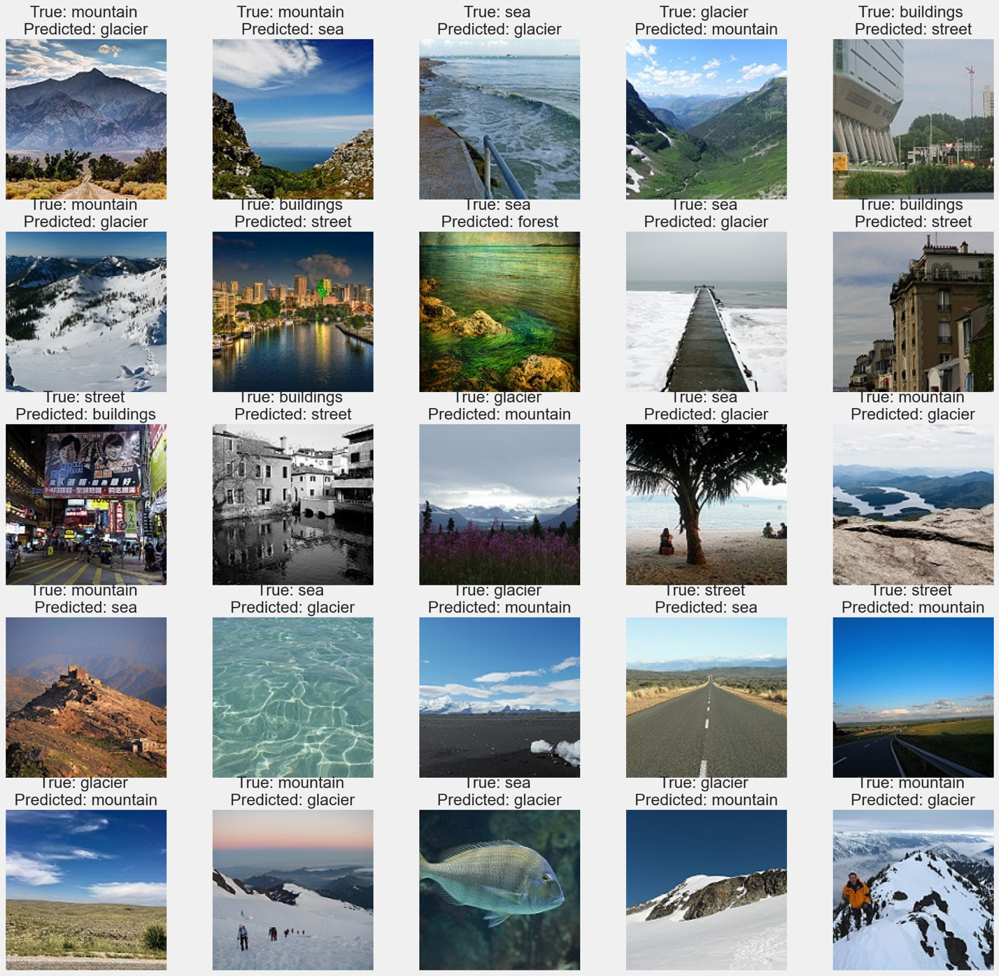 True: mountain
Predicted: glacier
True: mountain
Predicted: sea
True: sea
Predicted: glacier
True: glacier
Predicted: mountain
True: buildings
Predicted: street
True: mountain
Predicted: glacier
True: buildings
Predicted: street
True: sea
Predicted: forest
True: sea
Predicted: glacier
True: buildings
Predicted: street
True: street
Predicted: buildings
True: buildings
Predicted: street
True: glacier
Predicted: mountain
True: sea
Predicted: glacier
True: mountain
Predicted: glacier
True: mountain
Predicted: sea
True: sea
Predicted: glacier
True: glacier
Predicted: mountain
True: street
Predicted: sea
True: street
Predicted: mountain
True: glacier
Predicted: mountain
True: mountain
Predicted: glacier
True: sea
Predicted: glacier
True: glacier
Predicted: mountain
True: mountain
Predicted: glacier